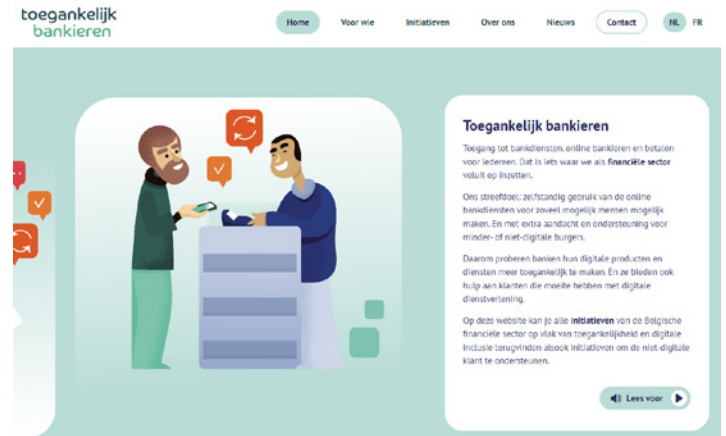 toegankelijk
bankieren
Home Voor wie Initiatieven Over ons Nieuws Contact NL FR
Toegankelijk bankieren
Toegang tot bankdiensten, online bankieren en betalen
voor iedereen. Dat is iets waar we als financiële sector
voluit op inzetten.
Ons streefdoel: zelfstandig gebruik van de online
bankdiensten voor zoveel mogelijk mensen mogelijk
maken. En met extra aandacht en ondersteuning voor
minder- of niet-digitale burgers.
Daarom proberen banken hun digitale producten en
diensten meer toegankelijk te maken. En ze bieden ook
hulp aan klanten die moeite hebben met digitale
dienstverlening.
Op deze website kan je alle initiatieven van de Belgische
financiële sector op vlak van toegankelijkheid en digitale
inclusie terugvinden alsook initiatieven om de niet-digitale
klant te ondersteunen.
Lees voor